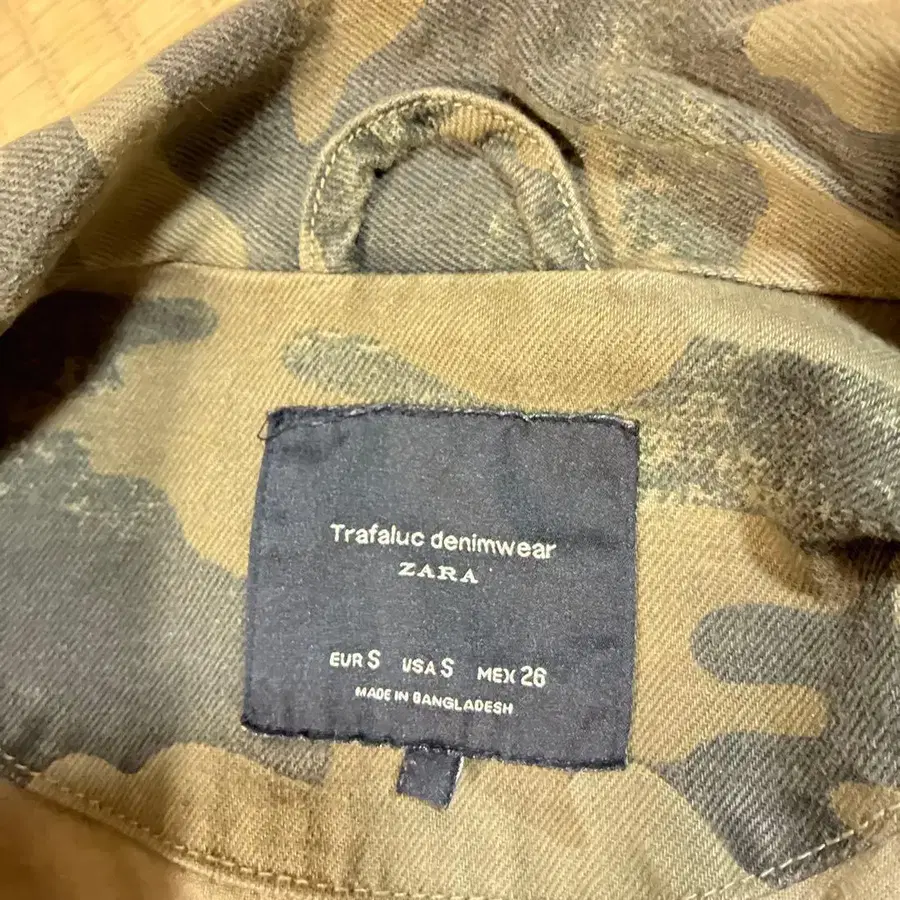 Trafaluc denimwear
ZARA
EUR S USA S MEX 26
MADE IN BANGLADESH